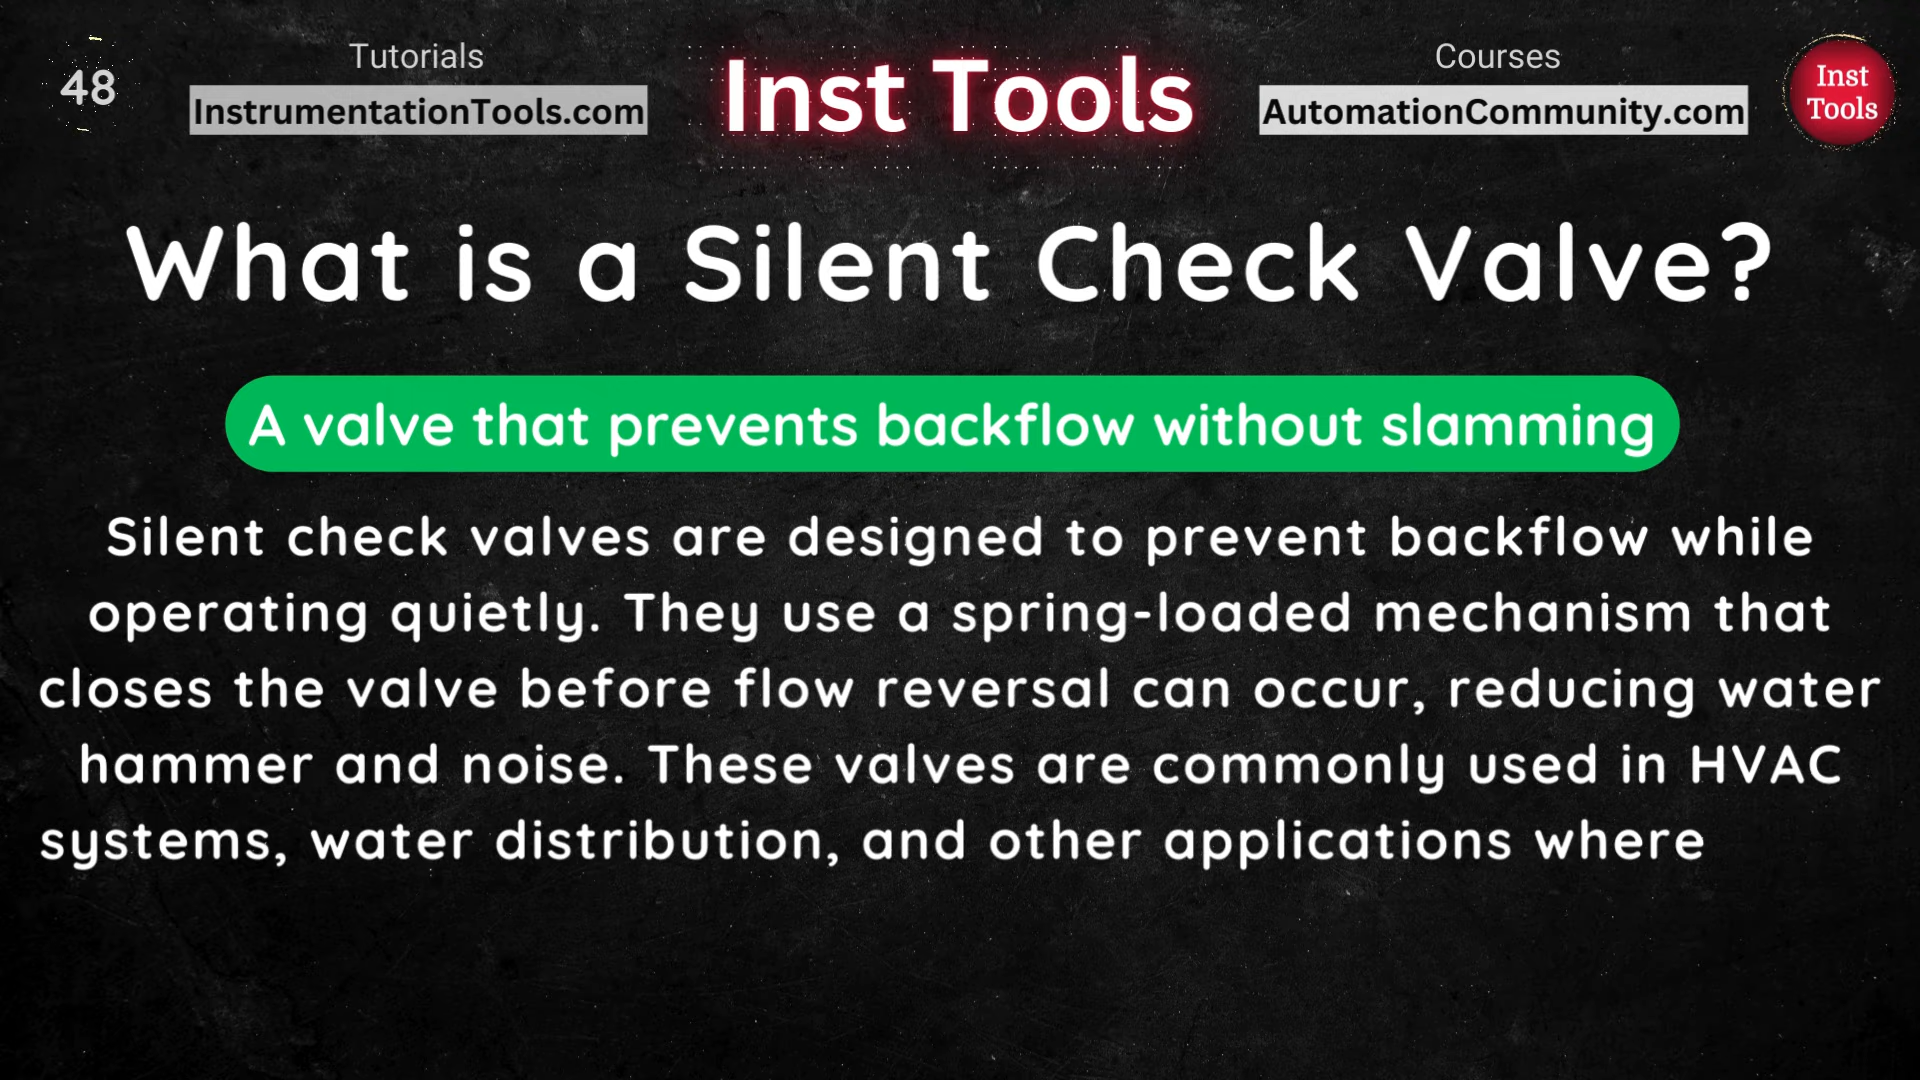 48
Tutorials
InstrumentationTools.com
Inst Tools
Courses
AutomationCommunity.com
Inst
Tools
What is a Silent Check Valve?
A valve that prevents backflow without slamming
Silent check valves are designed to prevent backflow while
operating quietly. They use a spring-loaded mechanism that
closes the valve before flow reversal can occur, reducing water
hammer and noise. These valves are commonly used in HVAC
systems, water distribution, and other applications where